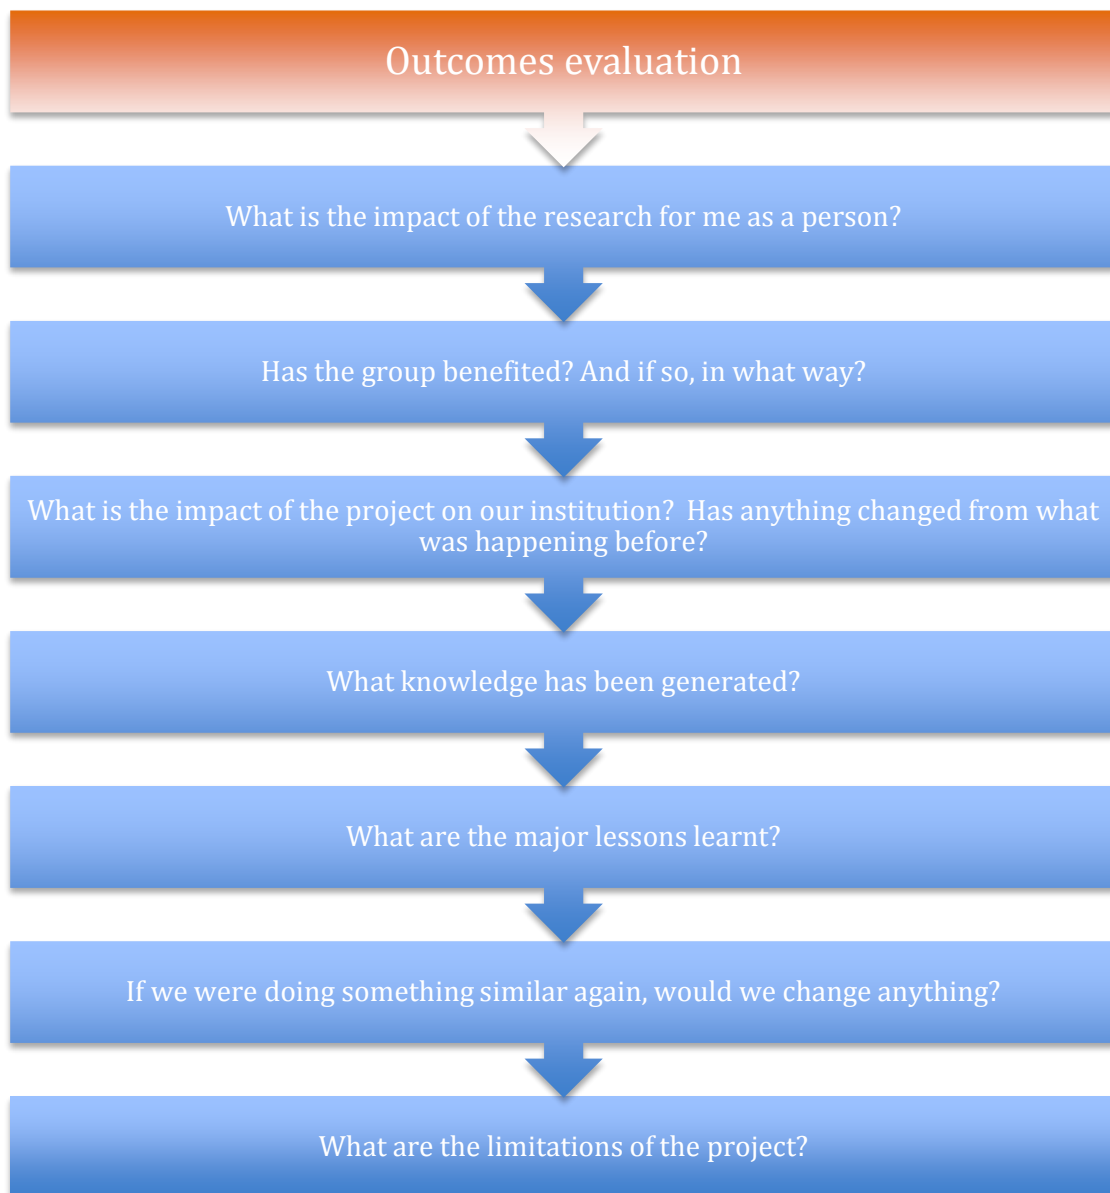 Outcomes evaluation
What is the impact of the research for me as a person?
Has the group benefited? And if so, in what way?
What is the impact of the project on our institution?  Has anything changed from what
was happening before?
What knowledge has been generated?
What are the major lessons learnt?
If we were doing something similar again, would we change anything?
What are the limitations of the project?